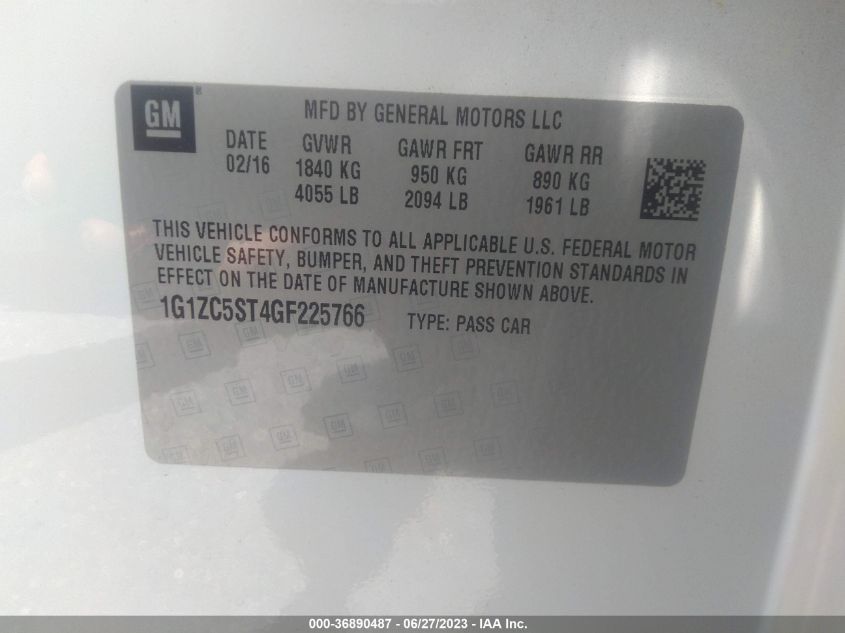 GM ®
MFD BY GENERAL MOTORS LLC
DATE GVWR GAWR FRT GAWR RR
02/16 1840 KG 950 KG 890 KG
4055 LB 2094 LB 1961 LB
THIS VEHICLE CONFORMS TO ALL APPLICABLE U.S. FEDERAL MOTOR
VEHICLE SAFETY, BUMPER, AND THEFT PREVENTION STANDARDS IN
EFFECT ON THE DATE OF MANUFACTURE SHOWN ABOVE.
1G1ZC5ST4GF225766 TYPE: PASS CAR
000-36890487 - 06/27/2023 - IAA Inc.